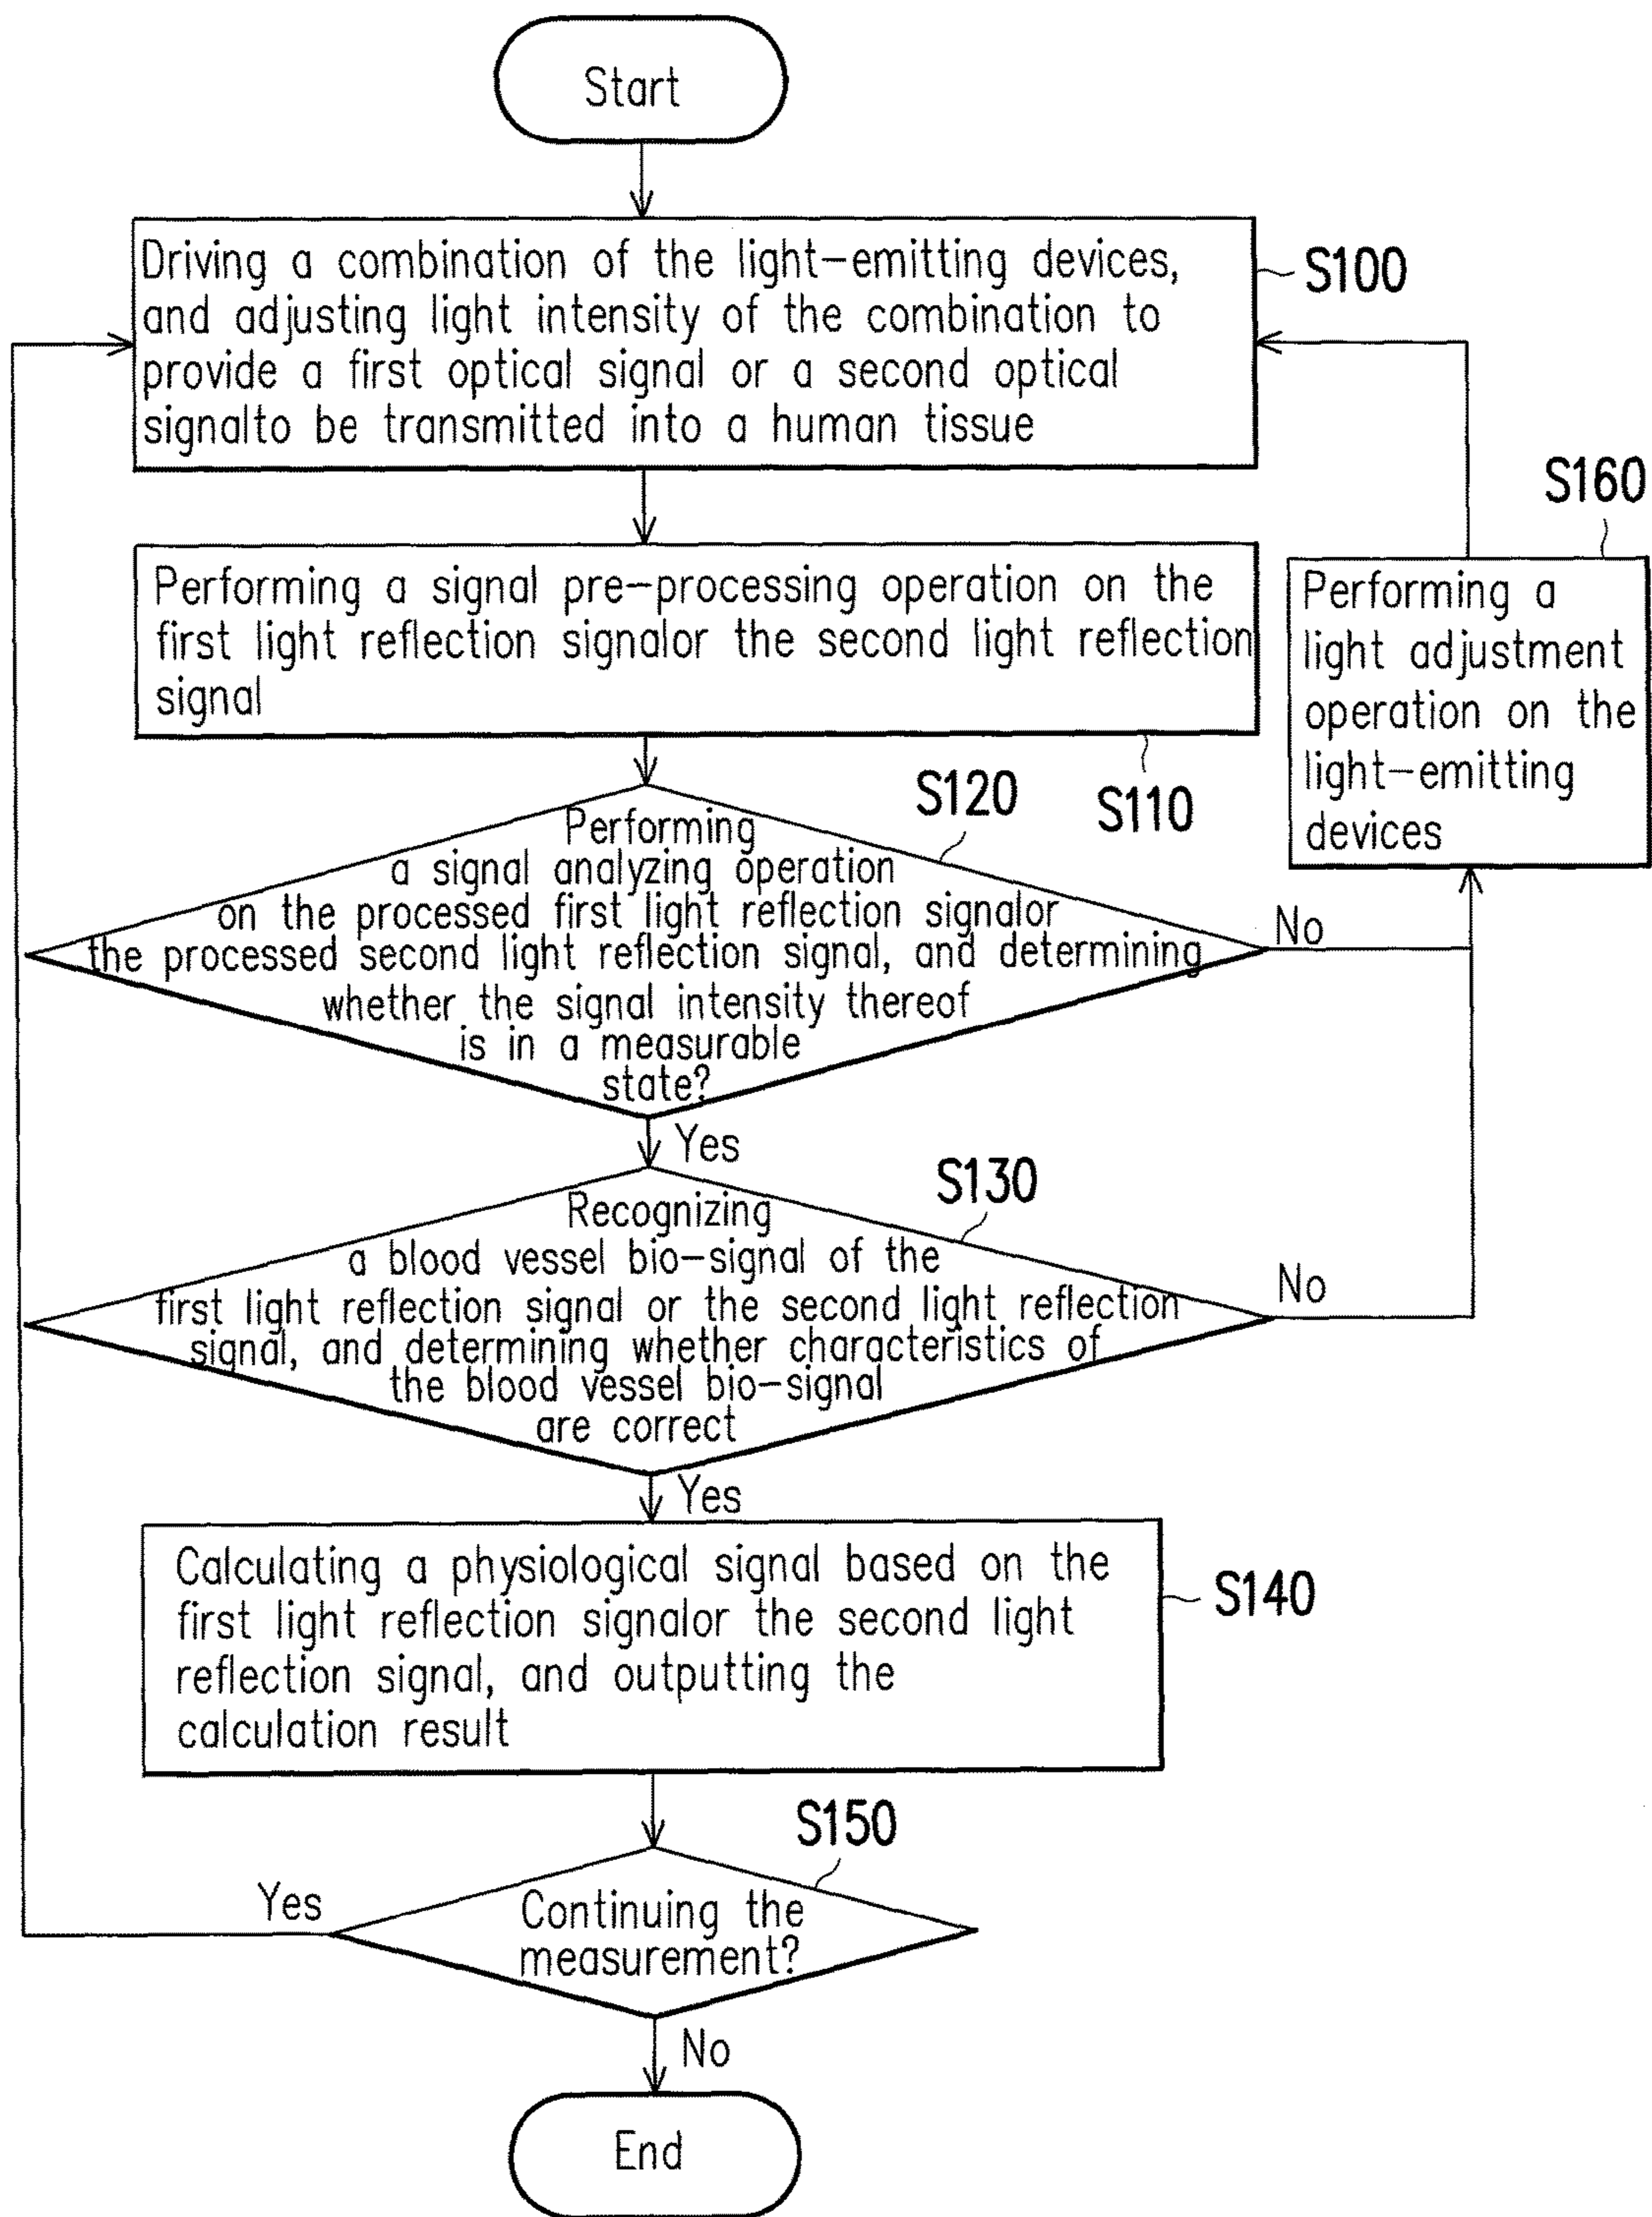 Start
Driving a combination of the light-emitting devices,
and adjusting light intensity of the combination to
provide a first optical signal or a second optical
signalto be transmitted into a human tissue
S100
Performing a signal pre-processing operation on the
first light reflection signalor the second light reflection
signal
S110
S160
Performing a
light adjustment
operation on the
light-emitting
devices
S120
Performing
a signal analyzing operation
on the processed first light reflection signalor
the processed second light reflection signal, and determining
whether the signal intensity thereof
is in a measurable
state?
No
Yes
S130
Recognizing
a blood vessel bio-signal of the
first light reflection signal or the second light reflection
signal, and determining whether characteristics of
the blood vessel bio-signal
are correct
No
Yes
Calculating a physiological signal based on the
first light reflection signalor the second light
reflection signal, and outputting the
calculation result
S140
S150
Continuing the
measurement?
Yes
No
End